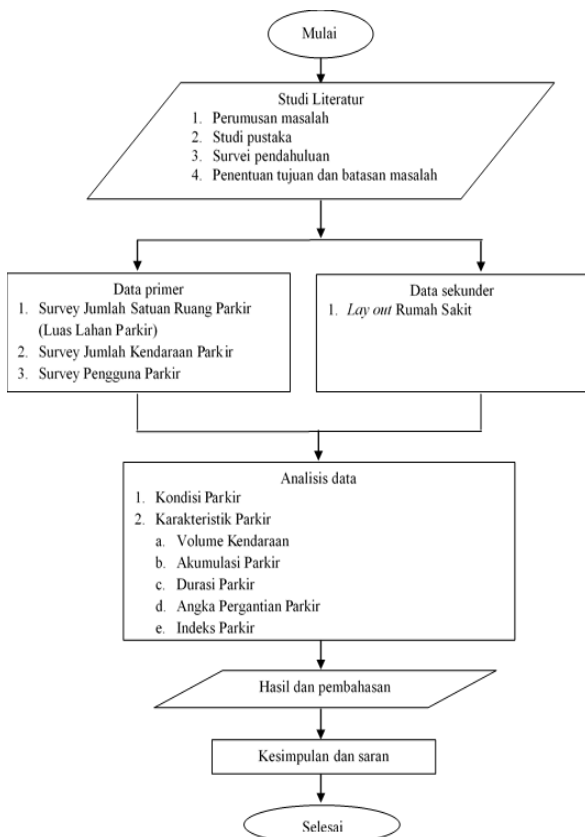 Mulai
Studi Literatur
1. Perumusan masalah
2. Studi pustaka
3. Survei pendahuluan
4. Penentuan tujuan dan batasan masalah
Data primer
1. Survey Jumlah Satuan Ruang Parkir
(Luas Lahan Parkir)
2. Survey Jumlah Kendaraan Parkir
3. Survey Pengguna Parkir
Data sekunder
1. Lay out Rumah Sakit
Analisis data
1. Kondisi Parkir
2. Karakteristik Parkir
a. Volume Kendaraan
b. Akumulasi Parkir
c. Durasi Parkir
d. Angka Pergantian Parkir
e. Indeks Parkir
Hasil dan pembahasan
Kesimpulan dan saran
Selesai